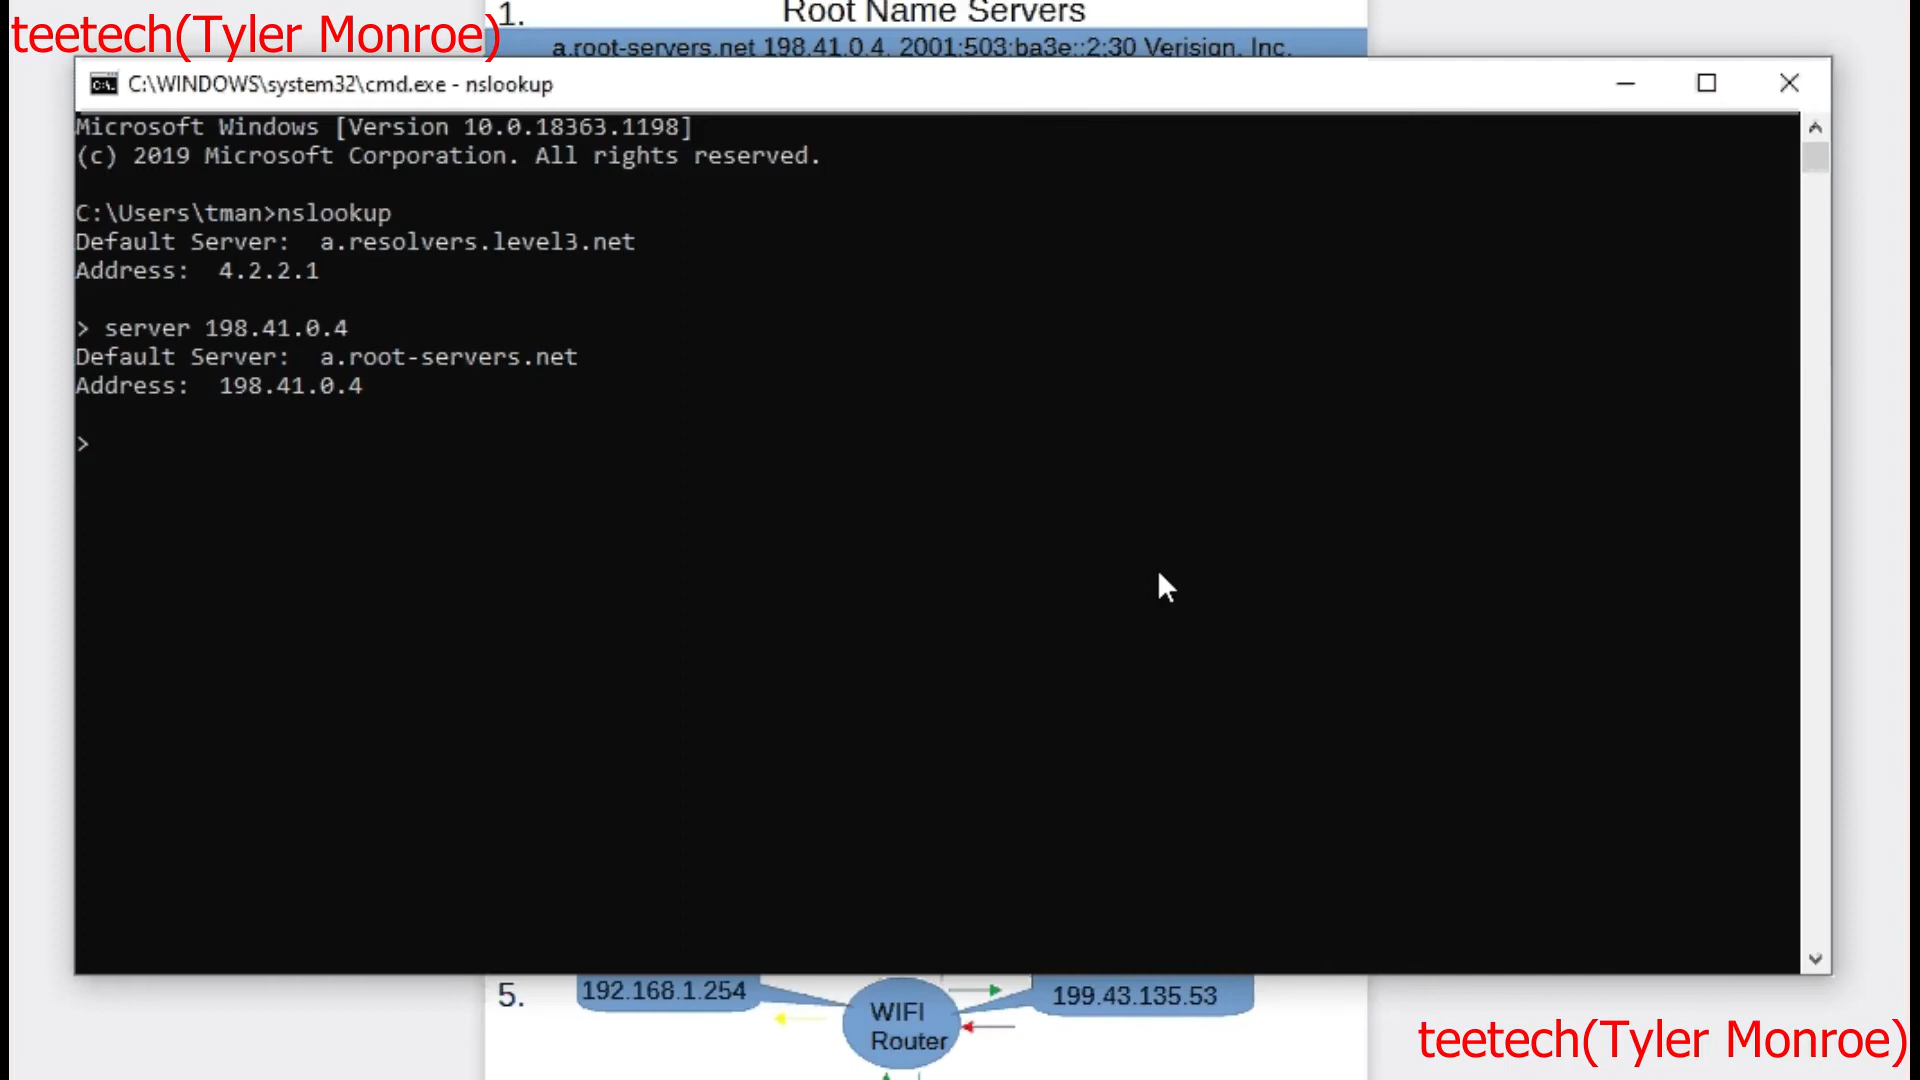 teetech(Tyler Monroe)
1.
Root Name Servers
a.root-servers.net 198.41.0.4, 2001:503:ba3e::2:30 Verisign, Inc.
C:\WINDOWS\system32\cmd.exe - nslookup
Microsoft Windows [Version 10.0.18363.1198]
(c) 2019 Microsoft Corporation. All rights reserved.
C:\Users\tman>nslookup
Default Server:  a.resolvers.level3.net
Address:  4.2.2.1
> server 198.41.0.4
Default Server:  a.root-servers.net
Address:  198.41.0.4
>
5.
192.168.1.254
WIFI
Router
199.43.135.53
teetech(Tyler Monroe)